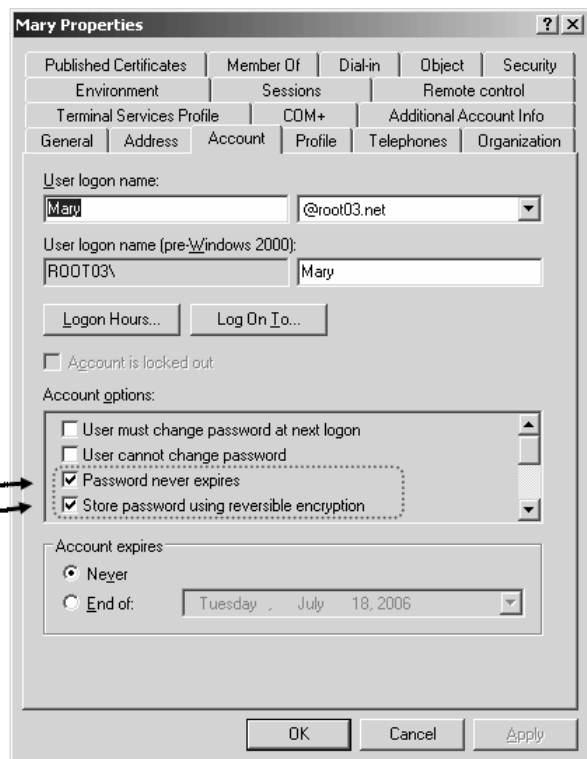 Mary Properties
Published Certificates Member Of Dial-in Object Security
Environment Sessions Remote control
Terminal Services Profile COM+ Additional Account Info
General Address Account Profile Telephones Organization
User logon name:
Mary @root03.net
User logon name (pre-Windows 2000):
ROOT03\ Mary
Logon Hours... Log On To...
Account is locked out
Account options:
User must change password at next logon
User cannot change password
Password never expires
Store password using reversible encryption
Account expires
Never
End of: Tuesday , July 18, 2006
OK Cancel Apply